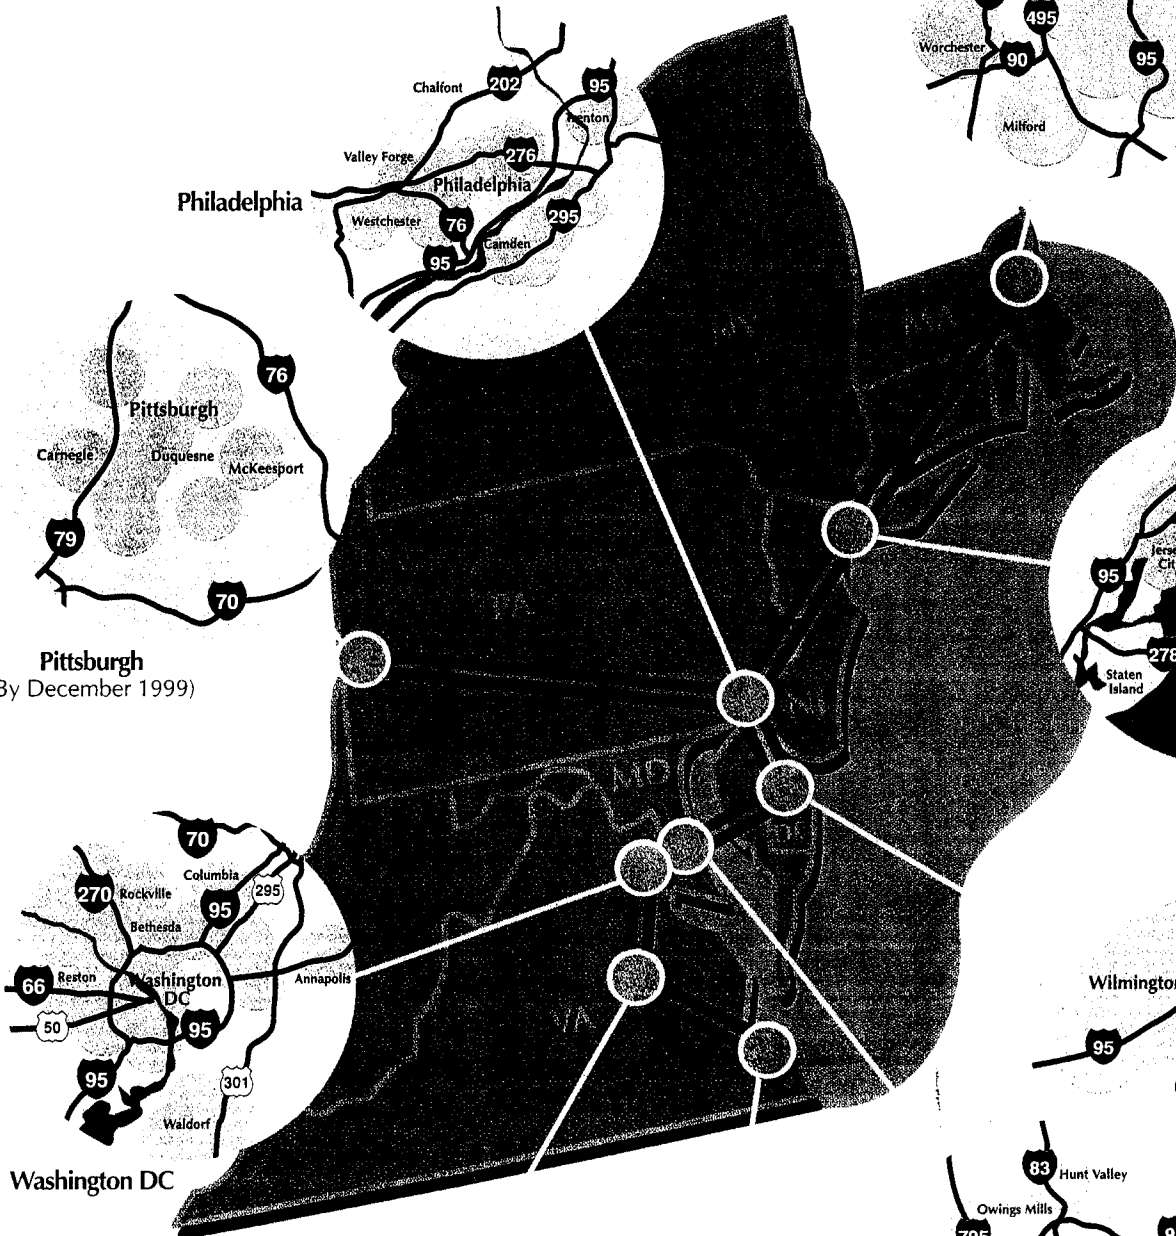 495
Worchester
90
95
Milford
202
95
Chalfont
Trenton
Valley Forge
276
Philadelphia
Philadelphia
Westchester
76
295
Camden
95
76
Pittsburgh
Carnegie
Duquesne
McKeesport
79
70
Pittsburgh
By December 1999)
PA
NJ
MD
DE
VA
95
278
Staten
Island
70
Columbia
270
Rockville
95
295
Bethesda
Reston
66
Washington
DC
Annapolis
50
95
95
301
Waldorf
Washington DC
Wilmington
95
83
Hunt Valley
Owings Mills
795